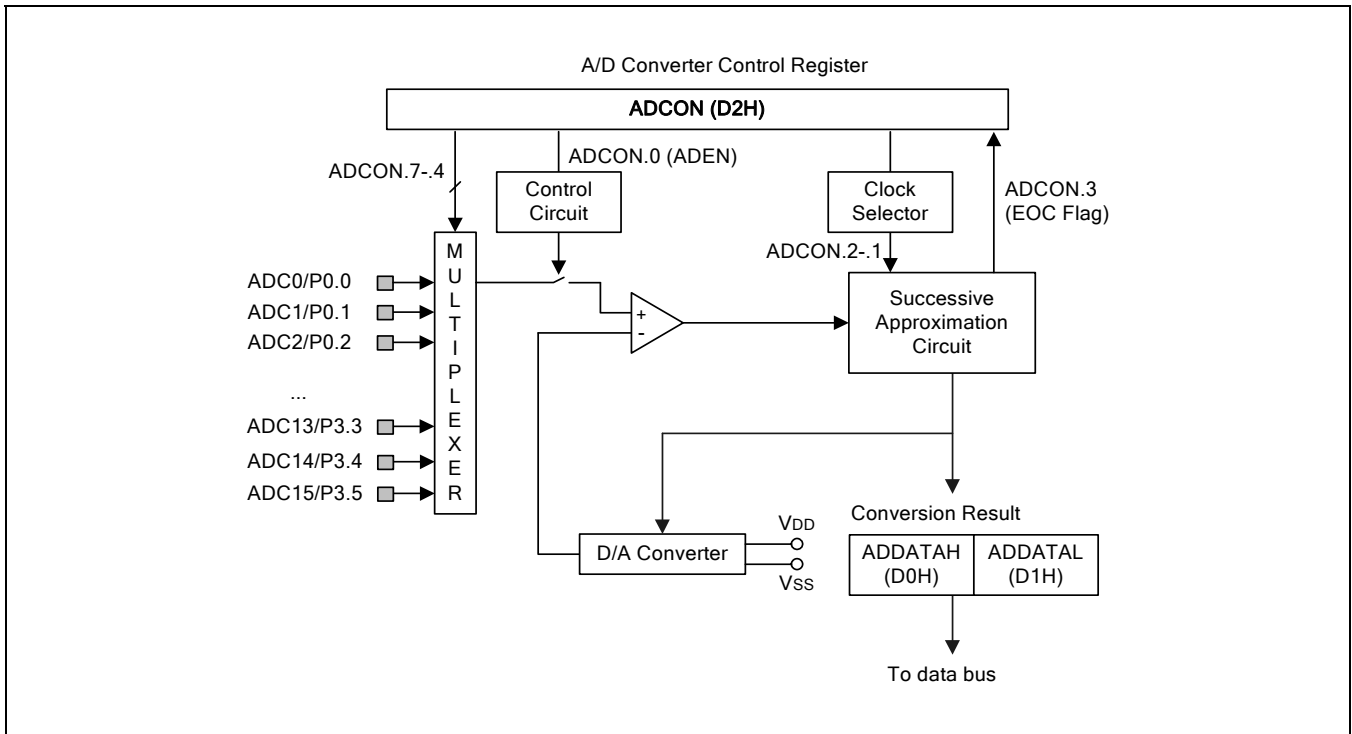 A/D Converter Control Register
ADCON (D2H)
ADCON.7-.4
ADCON.0 (ADEN)
Control
Circuit
Clock
Selector
ADCON.3
(EOC Flag)
ADCON.2-.1
MULTIPLEXER
ADC0/P0.0
ADC1/P0.1
ADC2/P0.2
...
ADC13/P3.3
ADC14/P3.4
ADC15/P3.5
+
-
Successive
Approximation
Circuit
D/A Converter
VDD
VSS
Conversion Result
ADDATAH
(D0H)
ADDATAL
(D1H)
To data bus